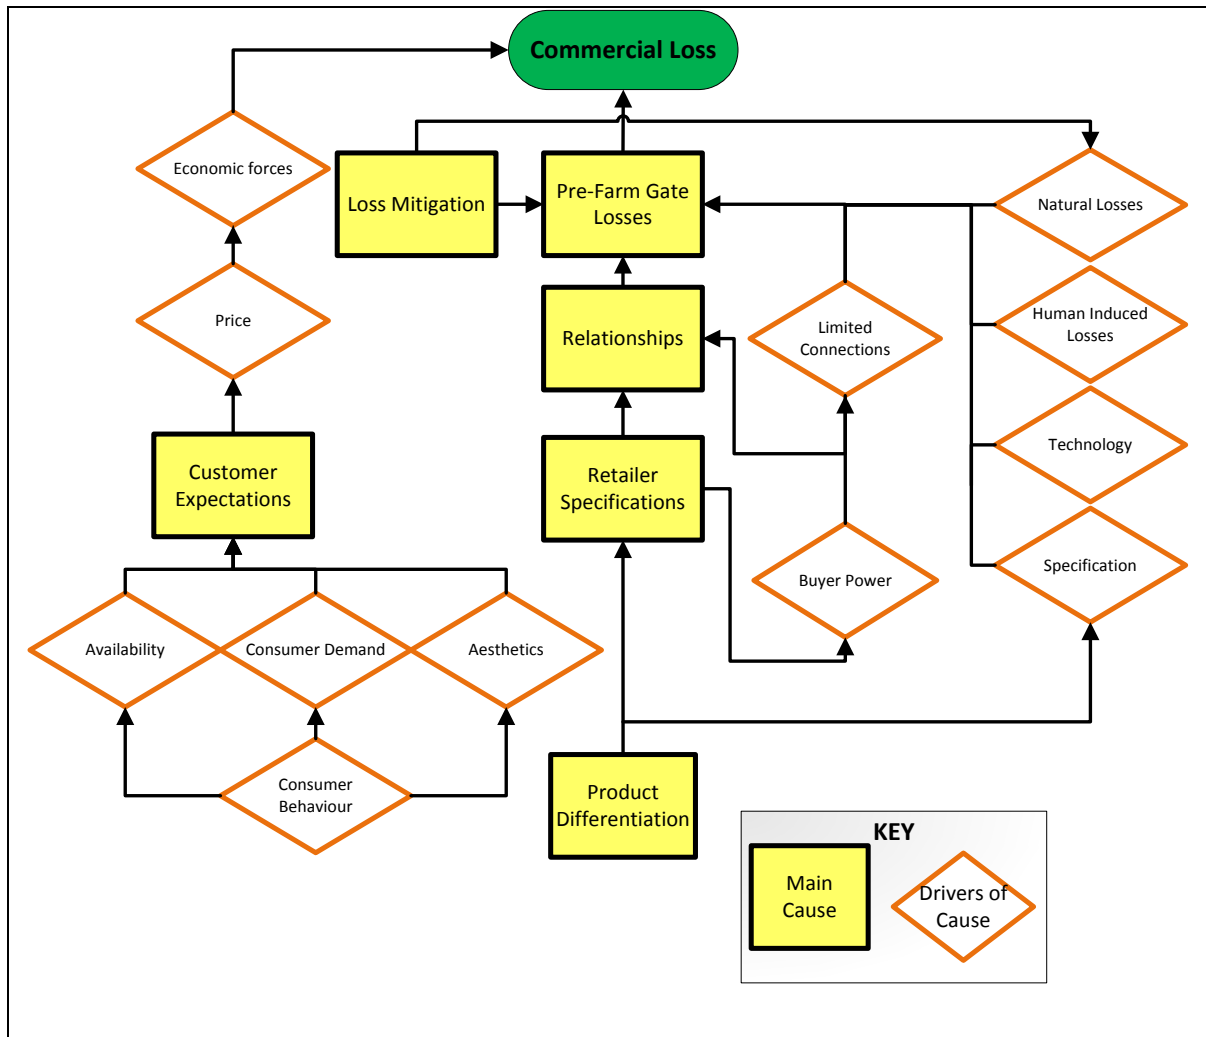 Commercial Loss
Economic forces
Loss Mitigation
Pre-Farm Gate
Losses
Natural Losses
Price
Relationships
Limited
Connections
Human Induced
Losses
Customer
Expectations
Retailer
Specifications
Technology
Buyer Power
Specification
Availability
Consumer Demand
Aesthetics
Consumer
Behaviour
Product
Differentiation
KEY
Main
Cause
Drivers of
Cause